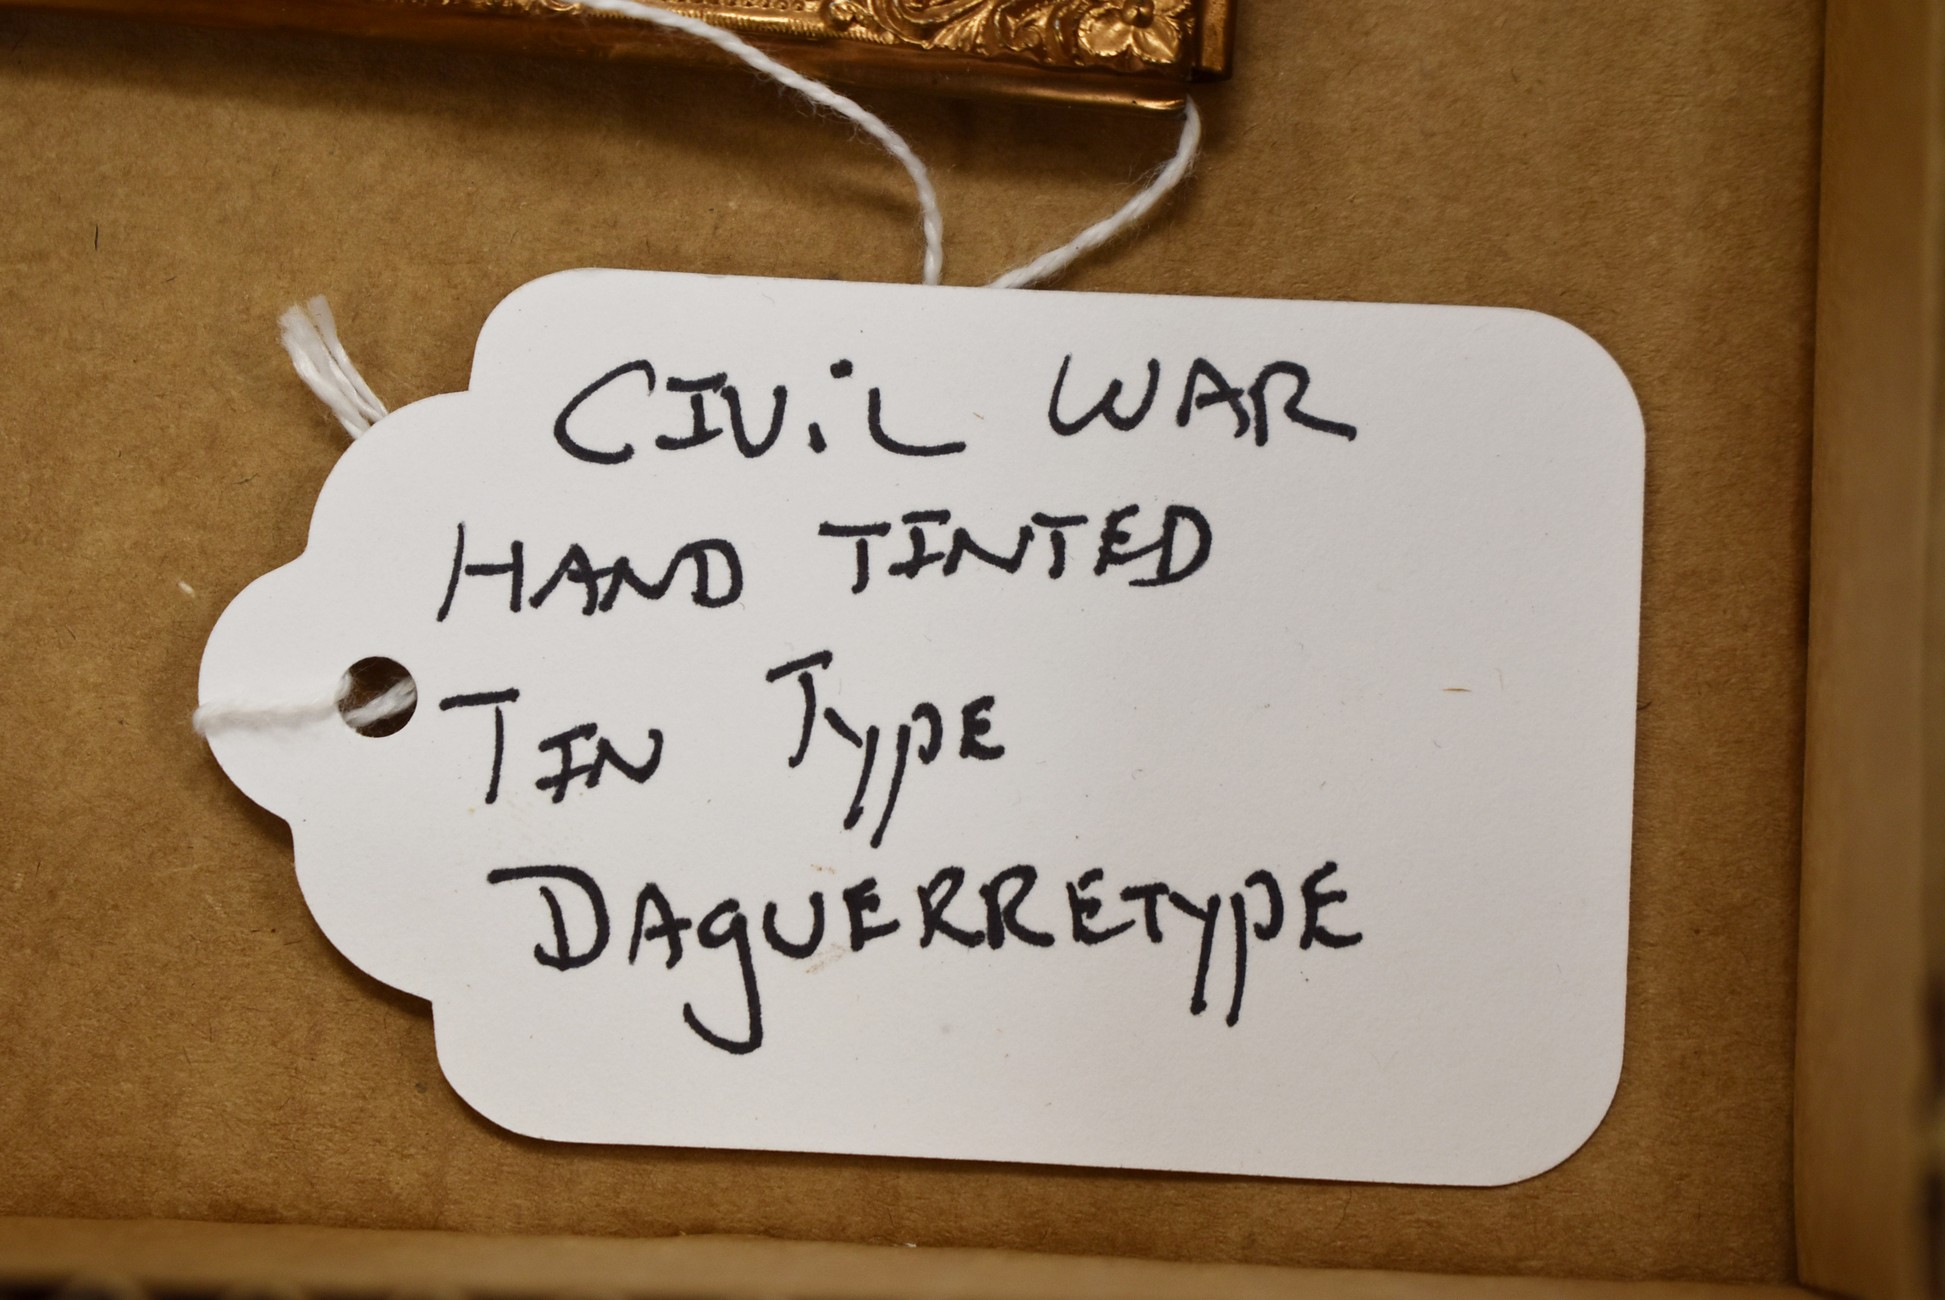 CIViL WAR
HAND TINTED
TIN TYPE
DAgUERRETYPE